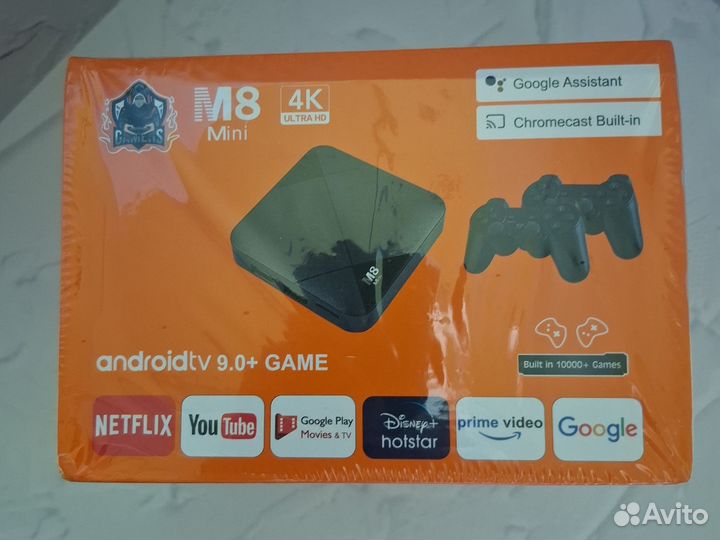 GAMERS
M8
Mini
4K
ULTRA HD
Google Assistant
Chromecast Built-in
M8
androidtv 9.0+ GAME
Built in 10000+ Games
NETFLIX
YouTube
Google Play
Movies & TV
Disney+
hotstar
prime video
Google
Avito